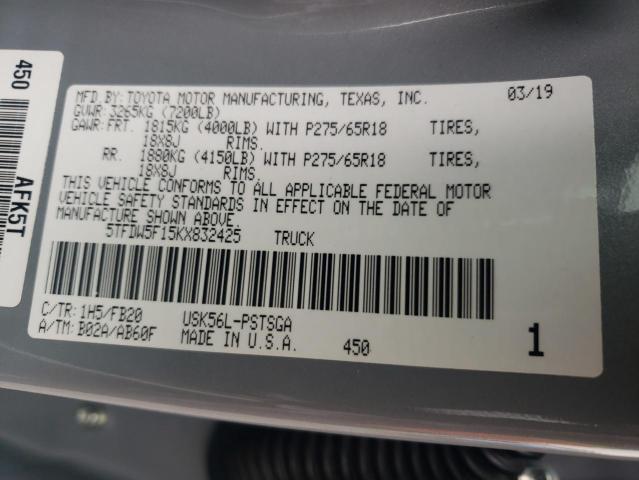 450
AFK5T
MFD.BY: TOYOTA MOTOR MANUFACTURING, TEXAS, INC. 03/19
GVWR: 3265KG (7200LB)
GAWR: FRT. 1815KG (4000LB) WITH P275/65R18 TIRES,
18X8J RIMS.
RR. 1880KG (4150LB) WITH P275/65R18 TIRES,
18X8J RIMS.
THIS VEHICLE CONFORMS TO ALL APPLICABLE FEDERAL MOTOR
VEHICLE SAFETY STANDARDS IN EFFECT ON THE DATE OF
MANUFACTURE SHOWN ABOVE.
5TFDW5F15KX832425 TRUCK
C/TR: 1H5/FB20 USK56L-PSTSGA
A/TM: B02A/AB60F MADE IN U.S.A. 450 1